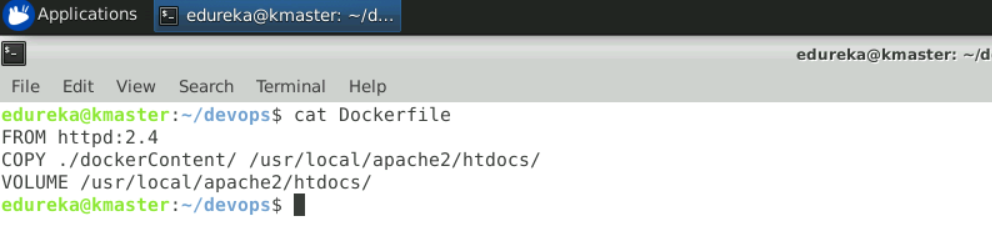 Applications
edureka@kmaster: ~/d...
edureka@kmaster: ~/d
File Edit View Search Terminal Help
edureka@kmaster:~/devops$ cat Dockerfile
FROM httpd:2.4
COPY ./dockerContent/ /usr/local/apache2/htdocs/
VOLUME /usr/local/apache2/htdocs/
edureka@kmaster:~/devops$